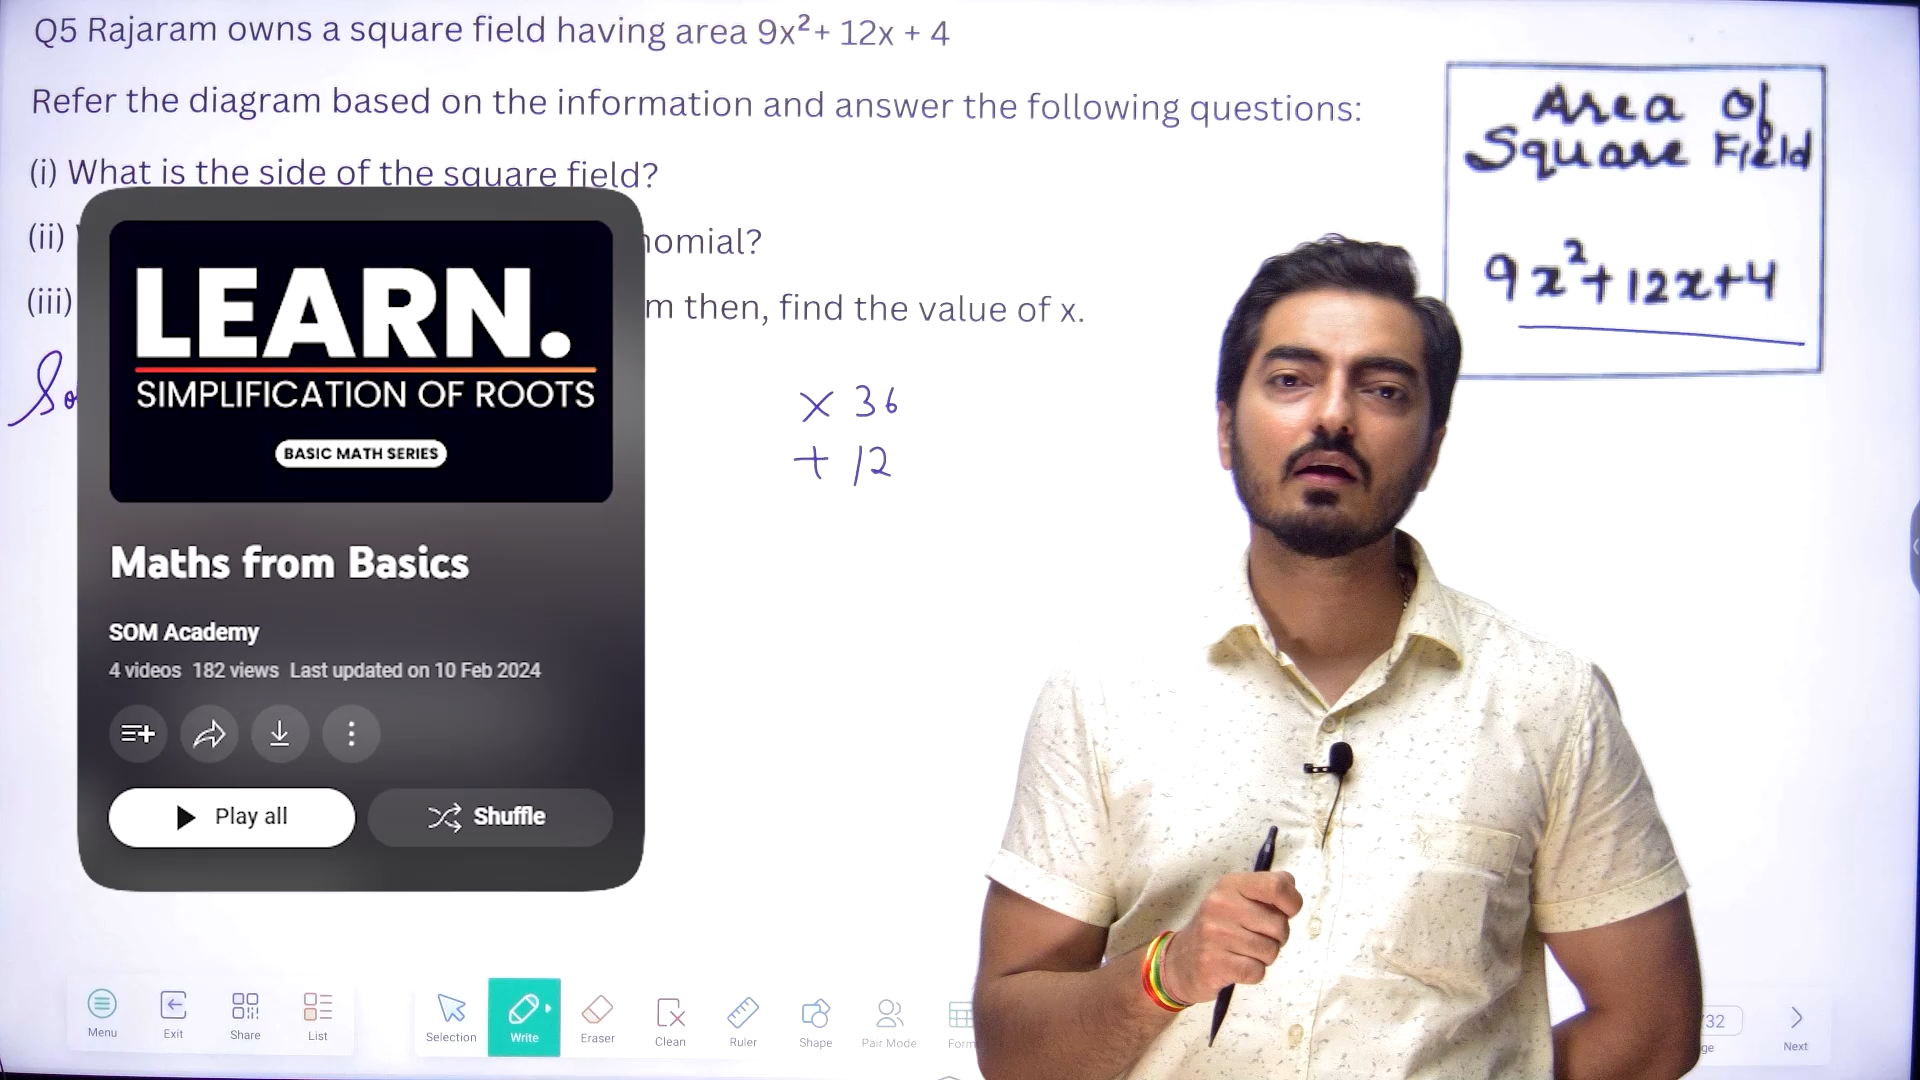 Q5 Rajaram owns a square field having area 9x²+ 12x + 4
Refer the diagram based on the information and answer the following questions:
(i) What is the side of the square field?
(ii)
nomial?
(iii)
m then, find the value of x.
So
× 36
+ 12
Area Of
Square Field
9x²+12x+4
LEARN.
SIMPLIFICATION OF ROOTS
BASIC MATH SERIES
Maths from Basics
SOM Academy
4 videos 182 views Last updated on 10 Feb 2024
Play all
Shuffle
Menu
Exit
Share
List
Selection
Write
Eraser
Clean
Ruler
Shape
Pair Mode
Form
/32
ge
Next